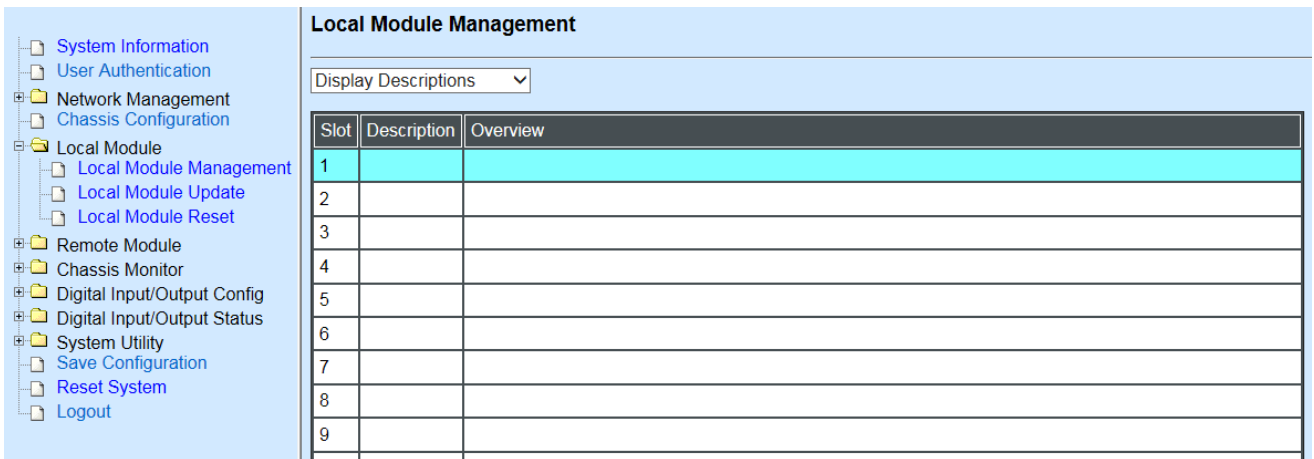 System Information
User Authentication
Network Management
Chassis Configuration
Local Module
Local Module Management
Local Module Update
Local Module Reset
Remote Module
Chassis Monitor
Digital Input/Output Config
Digital Input/Output Status
System Utility
Save Configuration
Reset System
Logout
Local Module Management
Display Descriptions
Slot Description Overview
1
2
3
4
5
6
7
8
9